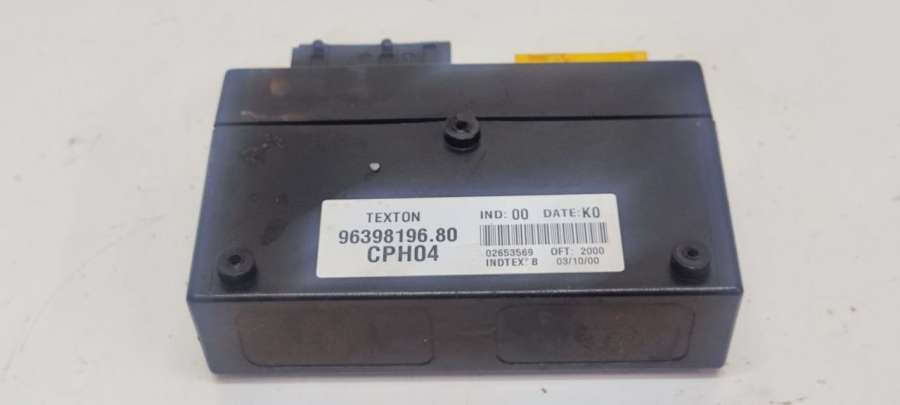 TEXTON IND: 00 DATE: K0
96398196.80
CPH04 02653569 OFT: 2000
INDTEX° B 03/10/00